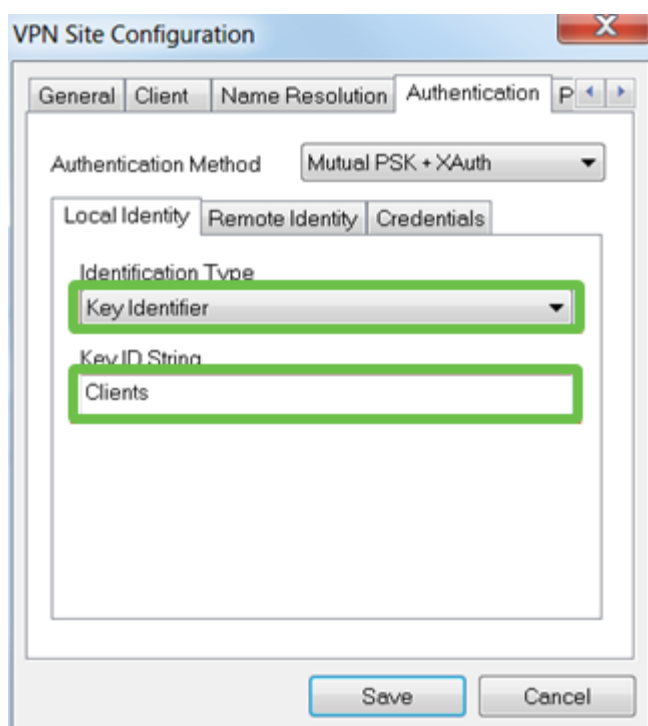 VPN Site Configuration
X
General Client Name Resolution Authentication P
Authentication Method Mutual PSK + XAuth
Local Identity Remote Identity Credentials
Identification Type
Key Identifier
Key ID String
Clients
Save Cancel